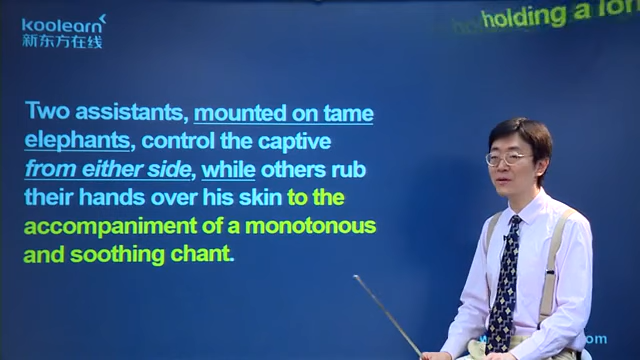 koolearn
新东方在线
holding a lon
Two assistants, mounted on tame
elephants, control the captive
from either side, while others rub
their hands over his skin to the
accompaniment of a monotonous
and soothing chant.